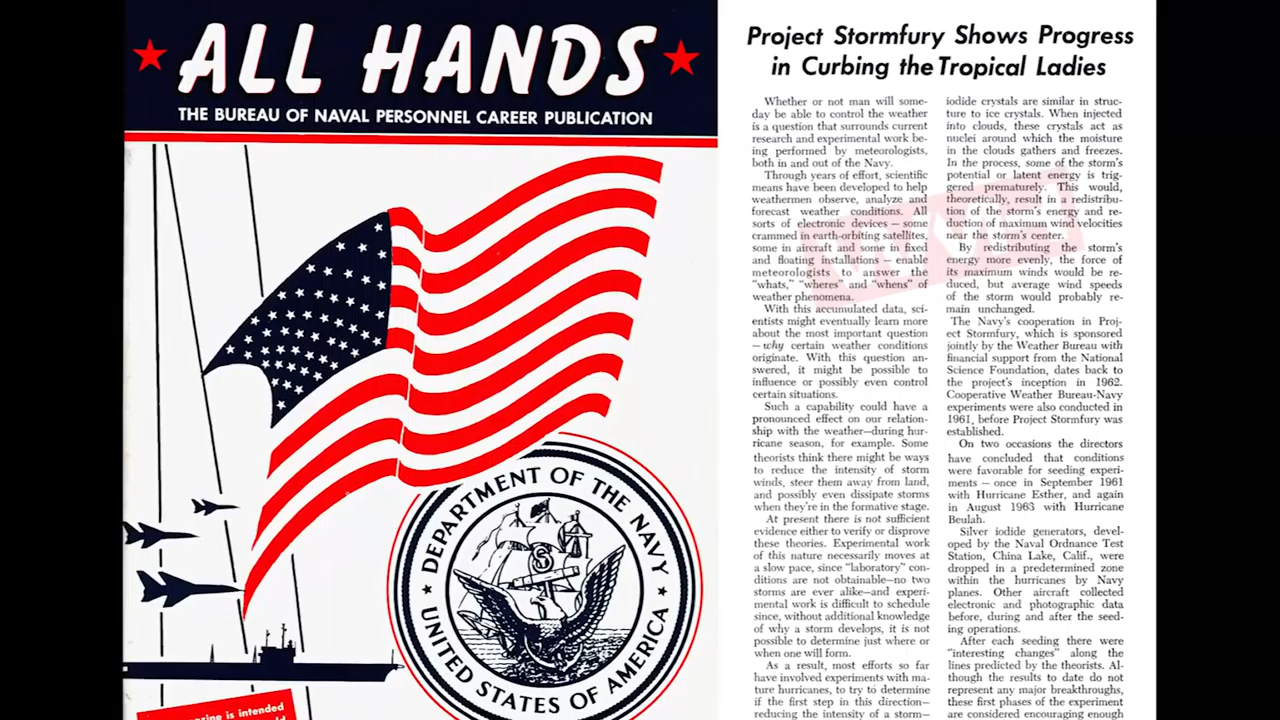 ALL HANDS
THE BUREAU OF NAVAL PERSONNEL CAREER PUBLICATION
DEPARTMENT OF THE NAVY
UNITED STATES OF AMERICA
zine is intended
Project Stormfury Shows Progress
in Curbing the Tropical Ladies
Whether or not man will some-
day be able to control the weather
is a question that surrounds current
research and experimental work be-
ing performed by meteorologists,
both in and out of the Navy.
Through years of effort, scientific
means have been developed to help
weathermen observe, analyze and
forecast weather conditions. All
sorts of electronic devices — some
crammed in earth-orbiting satellites,
some in aircraft and some in fixed
and floating installations — enable
meteorologists to answer the
"whats," "wheres" and "whens" of
weather phenomena.
With this accumulated data, sci-
entists might eventually learn more
about the most important question
— why certain weather conditions
originate. With this question an-
swered, it might be possible to
influence or possibly even control
certain situations.
Such a capability could have a
pronounced effect on our relation-
ship with the weather—during hur-
ricane season, for example. Some
theorists think there might be ways
to reduce the intensity of storm
winds, steer them away from land,
and possibly even dissipate storms
when they're in the formative stage.
At present there is not sufficient
evidence either to verify or disprove
these theories. Experimental work
of this nature necessarily moves at
a slow pace, since "laboratory" con-
ditions are not obtainable—no two
storms are ever alike—and experi-
mental work is difficult to schedule
since, without additional knowledge
of why a storm develops, it is not
possible to determine just where or
when one will form.
As a result, most efforts so far
have involved experiments with ma-
ture hurricanes, to try to determine
if the first step in this direction—
reducing the intensity of a storm—
iodide crystals are similar in struc-
ture to ice crystals. When injected
into clouds, these crystals act as
nuclei around which the moisture
in the clouds gathers and freezes.
In the process, some of the storm's
potential or latent energy is trig-
gered prematurely. This would,
theoretically, result in a redistribu-
tion of the storm's energy and re-
duction of maximum wind velocities
near the storm's center.
By redistributing the storm's
energy more evenly, the force of
its maximum winds would be re-
duced, but average wind speeds
of the storm would probably re-
main unchanged.
The Navy's cooperation in Proj-
ect Stormfury, which is sponsored
jointly by the Weather Bureau with
financial support from the National
Science Foundation, dates back to
the project's inception in 1962.
Cooperative Weather Bureau-Navy
experiments were also conducted in
1961, before Project Stormfury was
established.
On two occasions the directors
have concluded that conditions
were favorable for seeding experi-
ments — once in September 1961
with Hurricane Esther, and again
in August 1963 with Hurricane
Beulah.
Silver iodide generators, devel-
oped by the Naval Ordnance Test
Station, China Lake, Calif., were
dropped in a predetermined zone
within the hurricanes by Navy
planes. Other aircraft collected
electronic and photographic data
before, during and after the seed-
ing operations.
After each seeding there were
"interesting changes" along the
lines predicted by the theorists. Al-
though the results to date do not
represent any major breakthroughs,
these first phases of the experiment
are considered encouraging enough